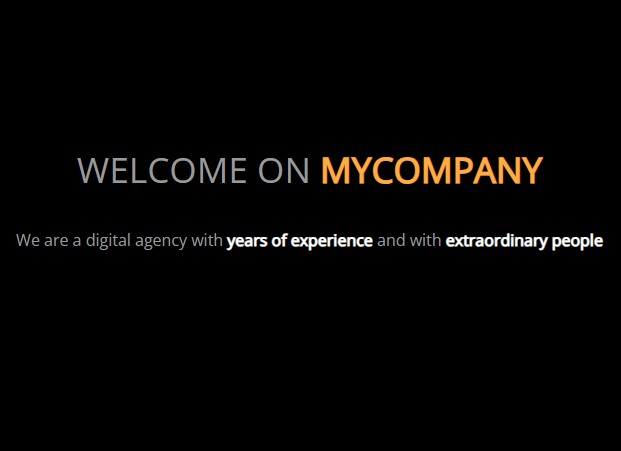 WELCOME ON MYCOMPANY
We are a digital agency with years of experience and with extraordinary people